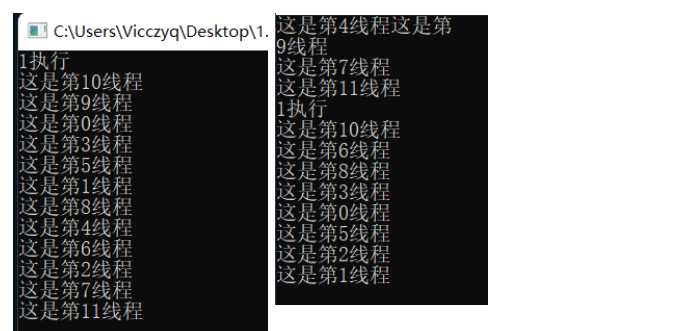 C:\Users\Vicczyq\Desktop\1.
1执行
这是第10线程
这是第9线程
这是第0线程
这是第3线程
这是第5线程
这是第1线程
这是第8线程
这是第4线程
这是第6线程
这是第2线程
这是第7线程
这是第11线程
这是第4线程这是第
9线程
这是第7线程
这是第11线程
1执行
这是第10线程
这是第6线程
这是第8线程
这是第3线程
这是第0线程
这是第5线程
这是第2线程
这是第1线程